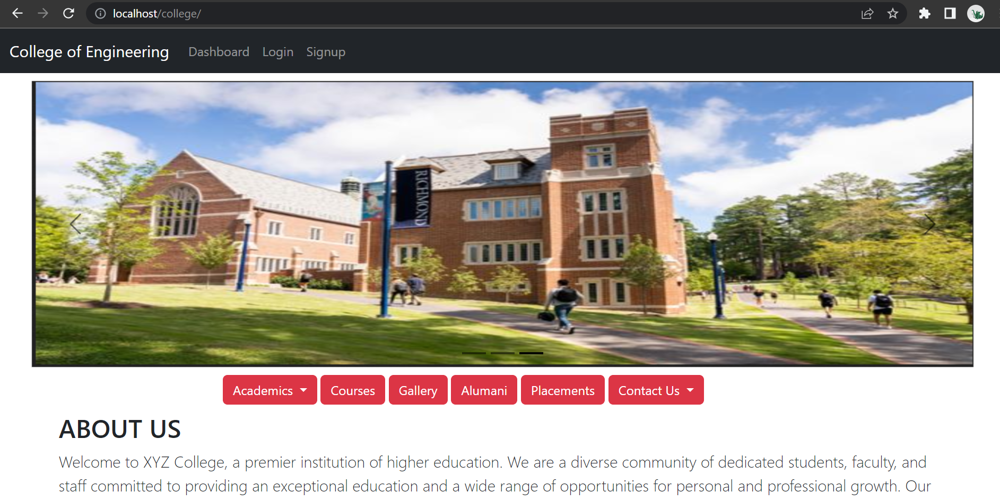 localhost/college/
College of Engineering Dashboard Login Signup
RICHMOND
Academics Courses Gallery Alumani Placements Contact Us
ABOUT US
Welcome to XYZ College, a premier institution of higher education. We are a diverse community of dedicated students, faculty, and
staff committed to providing an exceptional education and a wide range of opportunities for personal and professional growth. Our